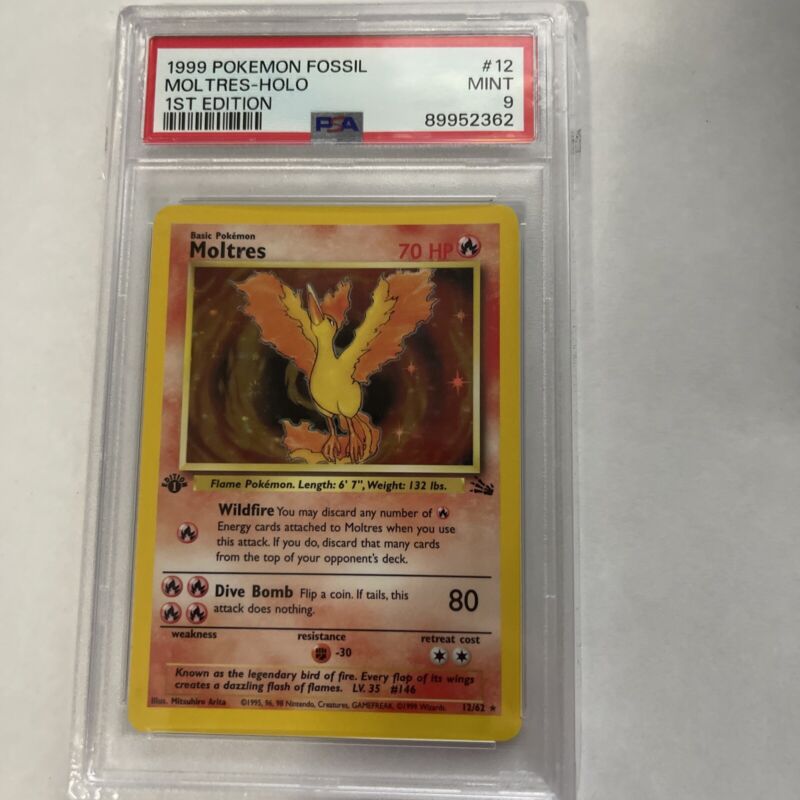 1999 POKEMON FOSSIL #12
MOLTRES-HOLO MINT
1ST EDITION 9
PSA 89952362
Basic Pokémon
Moltres 70 HP
EDITION 1
Flame Pokémon. Length: 6' 7", Weight: 132 lbs.
Wildfire You may discard any number of
Energy cards attached to Moltres when you use
this attack. If you do, discard that many cards
from the top of your opponent's deck.
Dive Bomb Flip a coin. If tails, this
attack does nothing. 80
weakness resistance retreat cost
-30
Known as the legendary bird of fire. Every flap of its wings
creates a dazzling flash of flames. LV. 35 #146
Illus. Mitsuhiro Arita ©1995, 96, 98 Nintendo, Creatures, GAMEFREAK. ©1999 Wizards. 12/62 ★